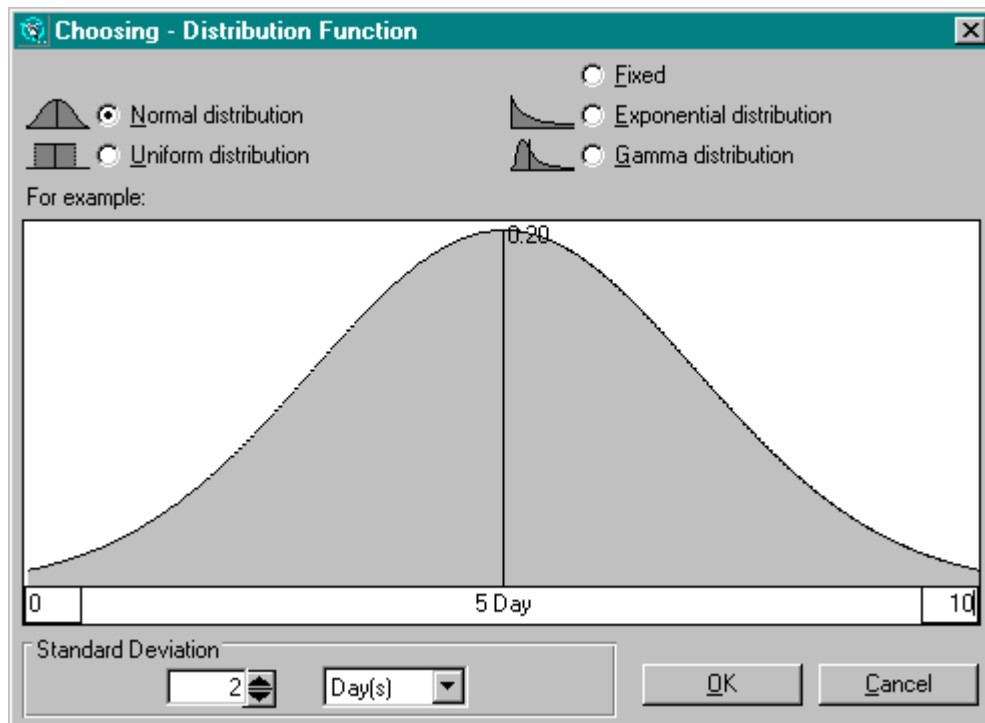 Choosing - Distribution Function
Fixed
Normal distribution
Exponential distribution
Uniform distribution
Gamma distribution
For example:
0.20
0 5 Day 10
Standard Deviation
2 Day(s) OK Cancel